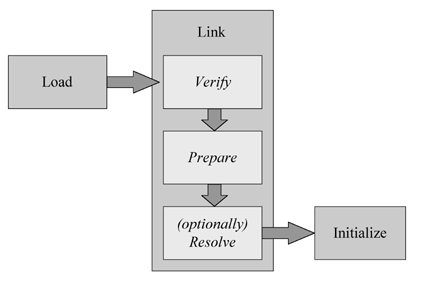 Link
Load
Verify
Prepare
(optionally)
Resolve
Initialize